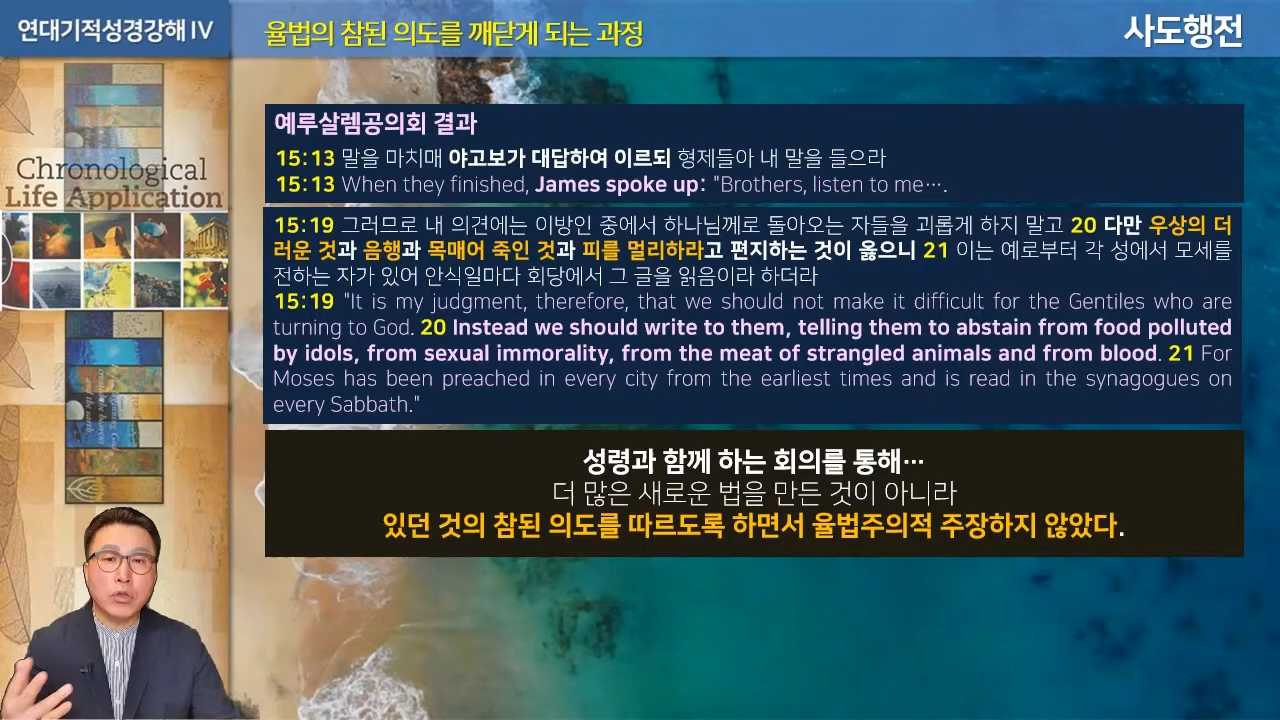 연대기적성경강해 IV
율법의 참된 의도를 깨닫게 되는 과정
사도행전
Chronological
Life Application
예루살렘공의회 결과
15:13 말을 마치매 야고보가 대답하여 이르되 형제들아 내 말을 들으라
15:13 When they finished, James spoke up: "Brothers, listen to me….
15:19 그러므로 내 의견에는 이방인 중에서 하나님께로 돌아오는 자들을 괴롭게 하지 말고 20 다만 우상의 더
러운 것과 음행과 목매어 죽인 것과 피를 멀리하라고 편지하는 것이 옳으니 21 이는 예로부터 각 성에서 모세를
전하는 자가 있어 안식일마다 회당에서 그 글을 읽음이라 하더라
15:19 "It is my judgment, therefore, that we should not make it difficult for the Gentiles who are
turning to God. 20 Instead we should write to them, telling them to abstain from food polluted
by idols, from sexual immorality, from the meat of strangled animals and from blood. 21 For
Moses has been preached in every city from the earliest times and is read in the synagogues on
every Sabbath."
성령과 함께 하는 회의를 통해…
더 많은 새로운 법을 만든 것이 아니라
있던 것의 참된 의도를 따르도록 하면서 율법주의적 주장하지 않았다.